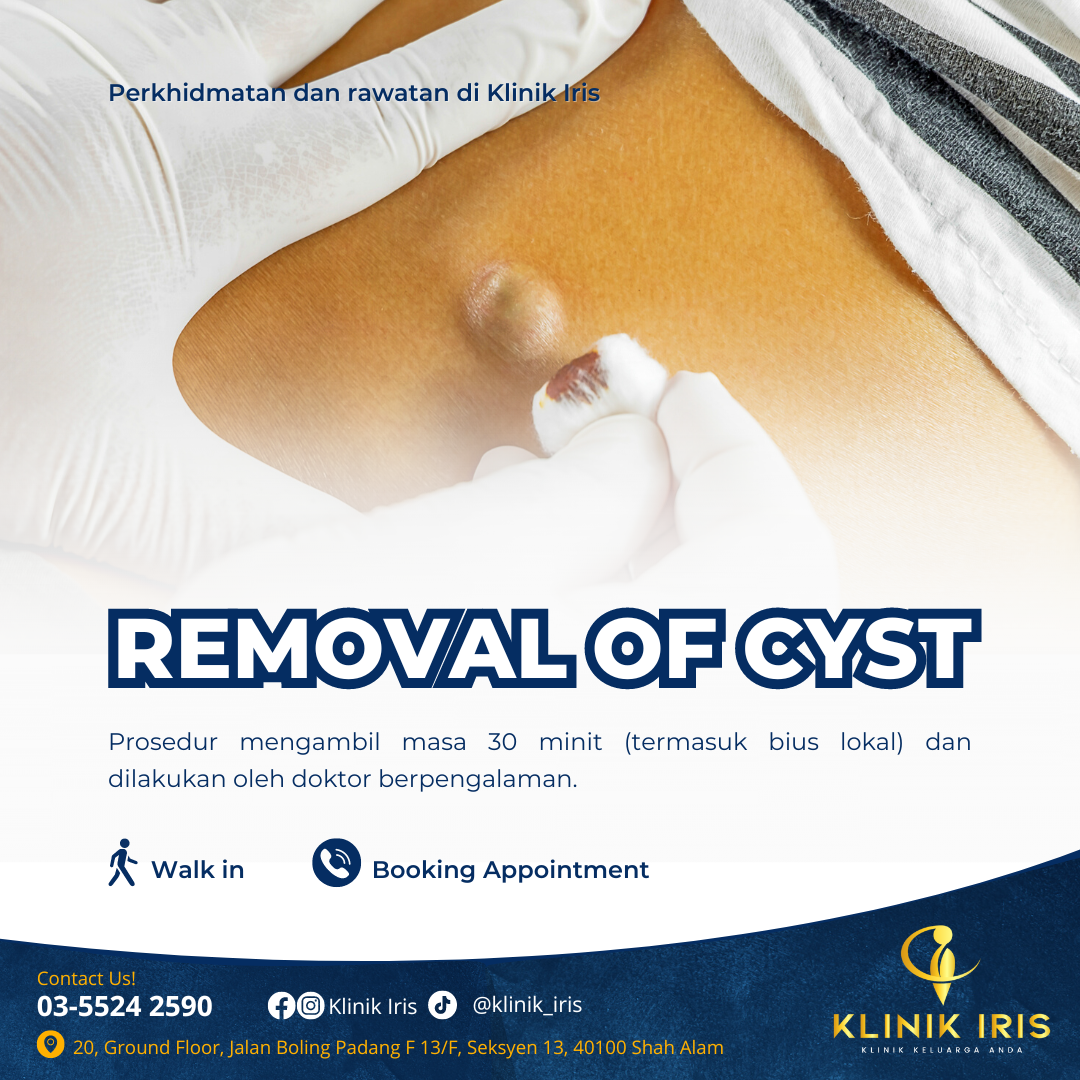 Perkhidmatan dan rawatan di Klinik Iris
REMOVAL OF CYST
Prosedur mengambil masa 30 minit (termasuk bius lokal) dan
dilakukan oleh doktor berpengalaman.
Walk in
Booking Appointment
Contact Us!
03-5524 2590
Klinik Iris
@klinik_iris
20, Ground Floor, Jalan Boling Padang F 13/F, Seksyen 13, 40100 Shah Alam
KLINIK IRIS
KLINIK KELUARGA ANDA